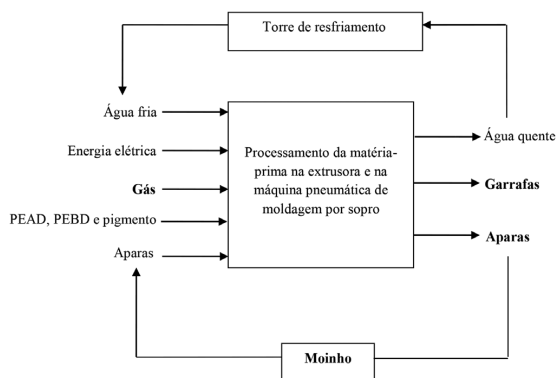 Torre de resfriamento
Água fria
Energia elétrica
Gás
PEAD, PEBD e pigmento
Aparas
Processamento da matéria-
prima na extrusora e na
máquina pneumática de
moldagem por sopro
Água quente
Garrafas
Aparas
Moinho